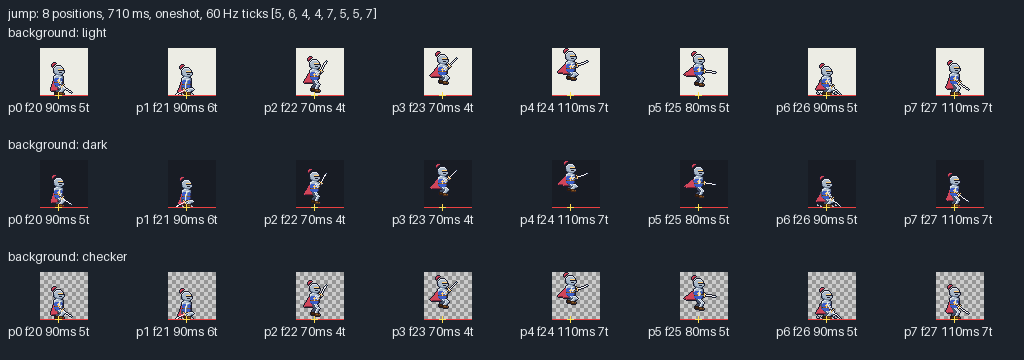 jump: 8 positions, 710 ms, oneshot, 60 Hz ticks [5, 6, 4, 4, 7, 5, 5, 7]
background: light
p0 f20 90ms 5t p1 f21 90ms 6t p2 f22 70ms 4t p3 f23 70ms 4t p4 f24 110ms 7t p5 f25 80ms 5t p6 f26 90ms 5t p7 f27 110ms 7t
background: dark
p0 f20 90ms 5t p1 f21 90ms 6t p2 f22 70ms 4t p3 f23 70ms 4t p4 f24 110ms 7t p5 f25 80ms 5t p6 f26 90ms 5t p7 f27 110ms 7t
background: checker
p0 f20 90ms 5t p1 f21 90ms 6t p2 f22 70ms 4t p3 f23 70ms 4t p4 f24 110ms 7t p5 f25 80ms 5t p6 f26 90ms 5t p7 f27 110ms 7t